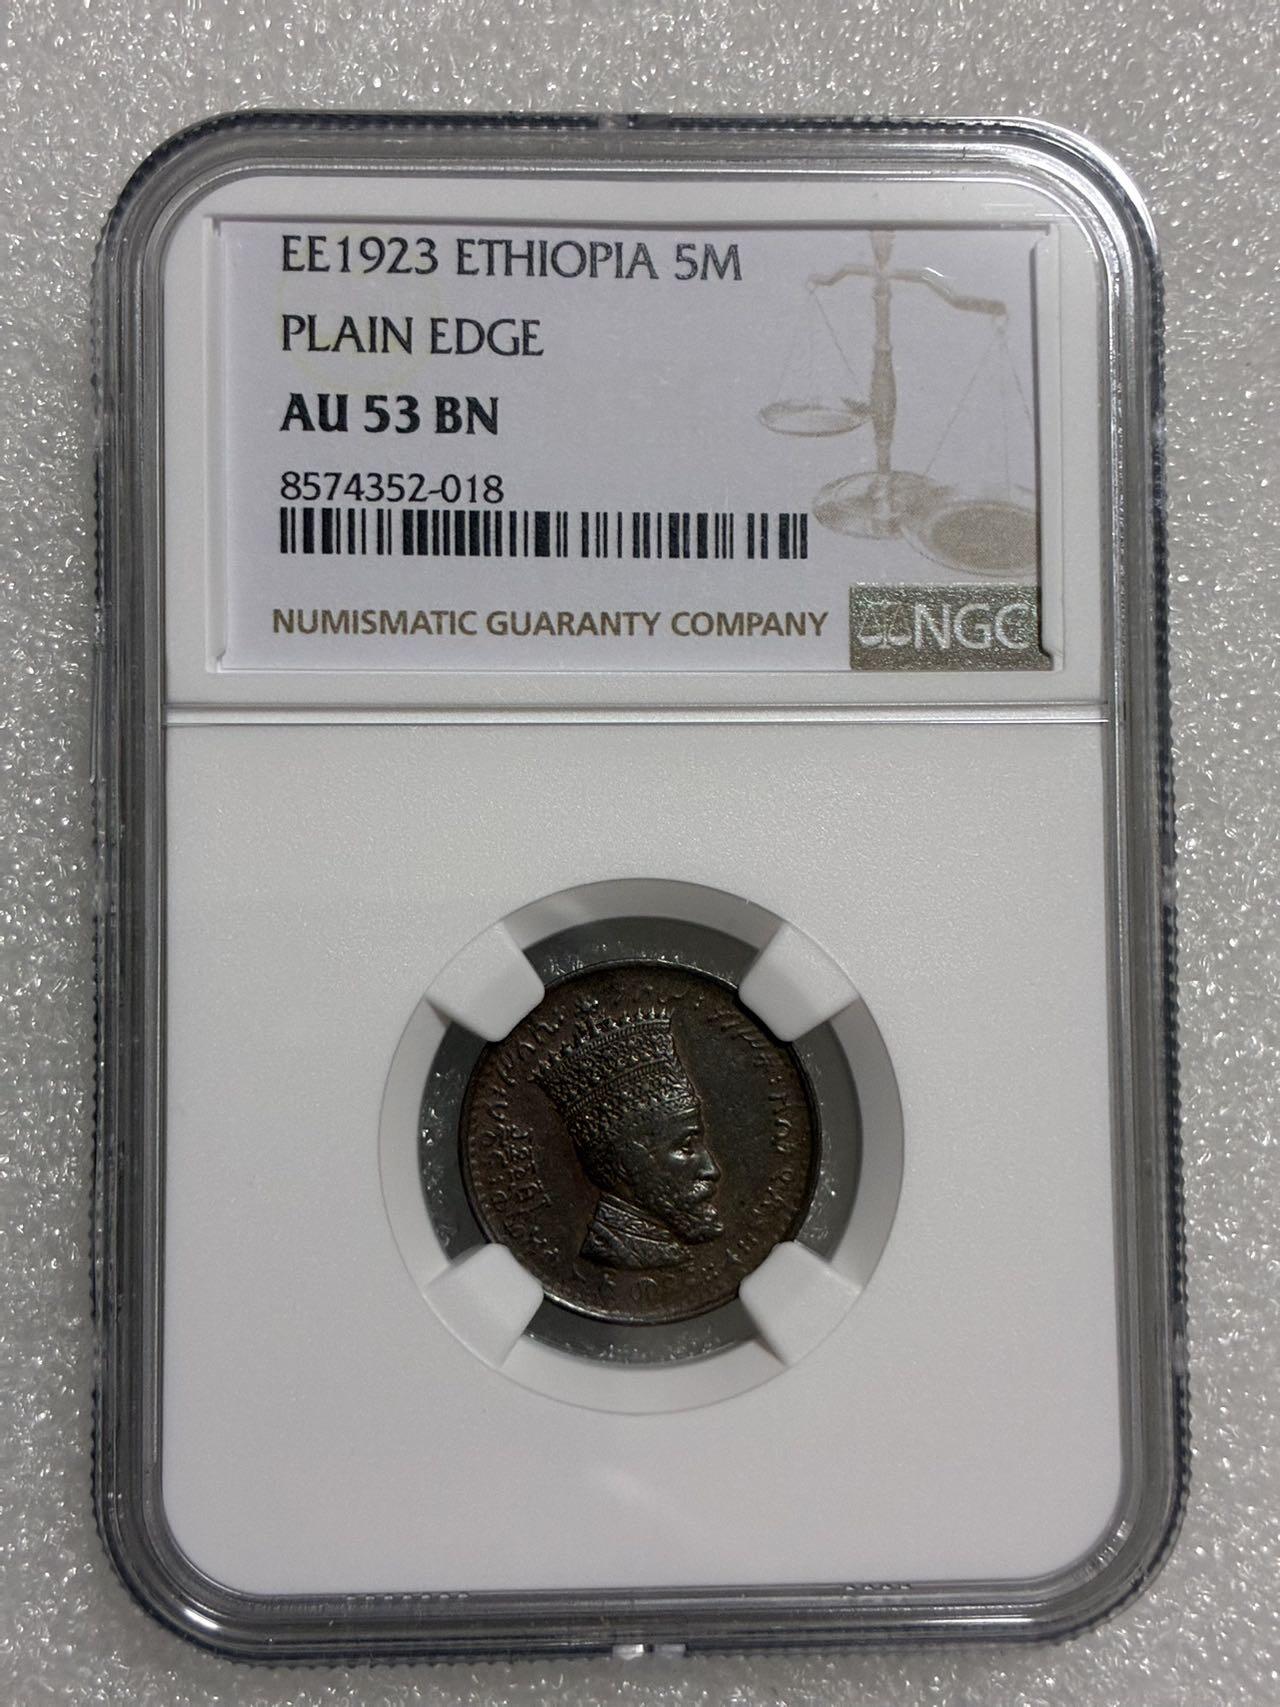 EE1923 ETHIOPIA 5M
PLAIN EDGE
AU 53 BN
8574352-018
NUMISMATIC GUARANTY COMPANY
NGC